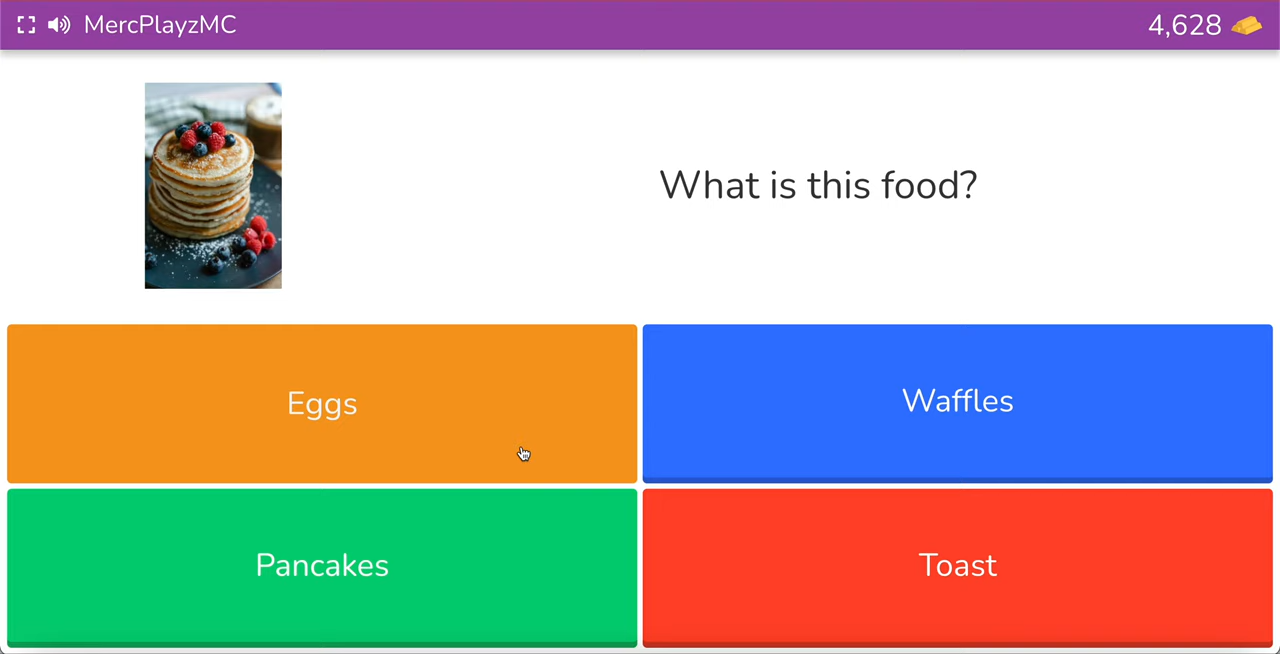 MercPlayzMC
4,628
What is this food?
Eggs
Waffles
Pancakes
Toast